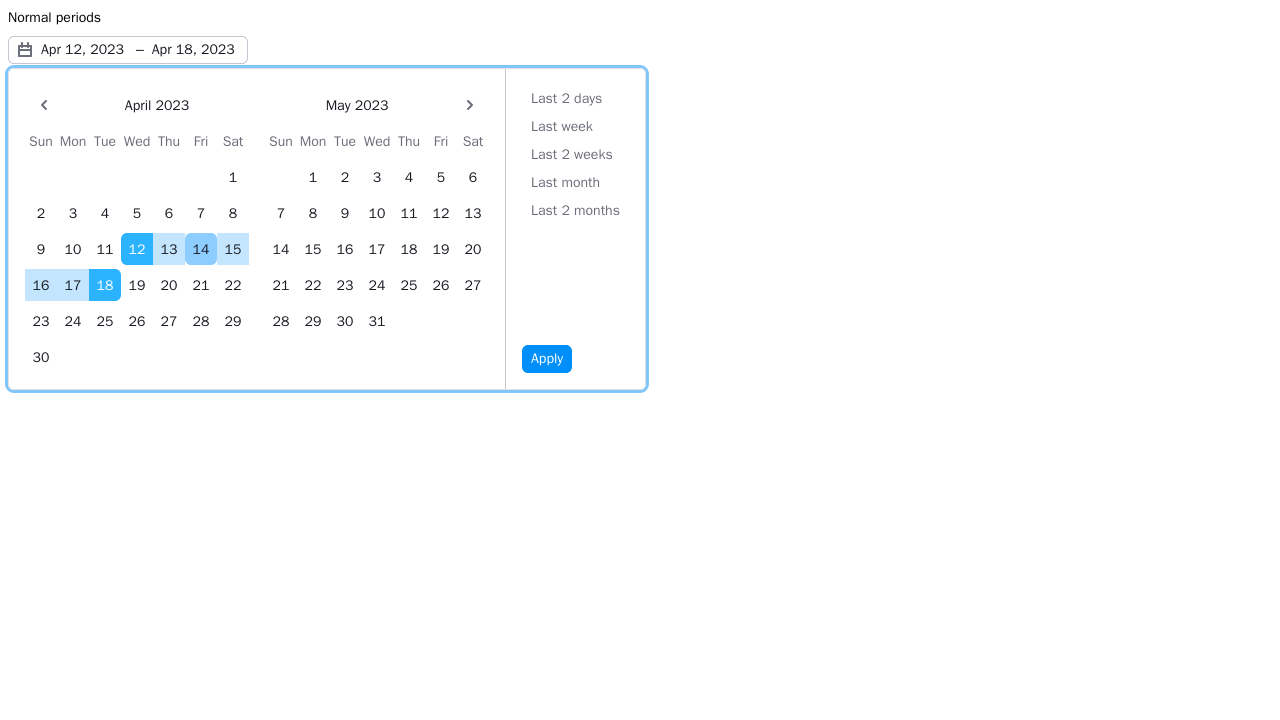 Normal periods
Apr 12, 2023 – Apr 18, 2023
April 2023 May 2023
Sun Mon Tue Wed Thu Fri Sat Sun Mon Tue Wed Thu Fri Sat
1 1 2 3 4 5 6
2 3 4 5 6 7 8 7 8 9 10 11 12 13
9 10 11 12 13 14 15 14 15 16 17 18 19 20
16 17 18 19 20 21 22 21 22 23 24 25 26 27
23 24 25 26 27 28 29 28 29 30 31
30
Last 2 days
Last week
Last 2 weeks
Last month
Last 2 months
Apply